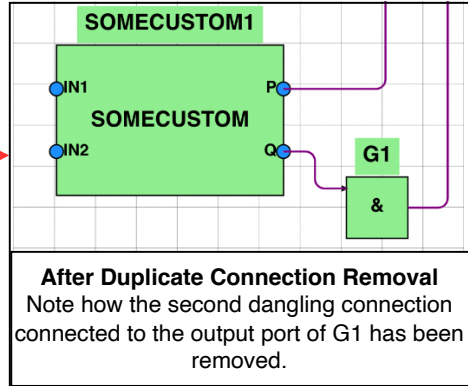 SOMECUSTOM1
IN1
P
SOMECUSTOM
IN2
Q
G1
&
After Duplicate Connection Removal
Note how the second dangling connection
connected to the output port of G1 has been
removed.